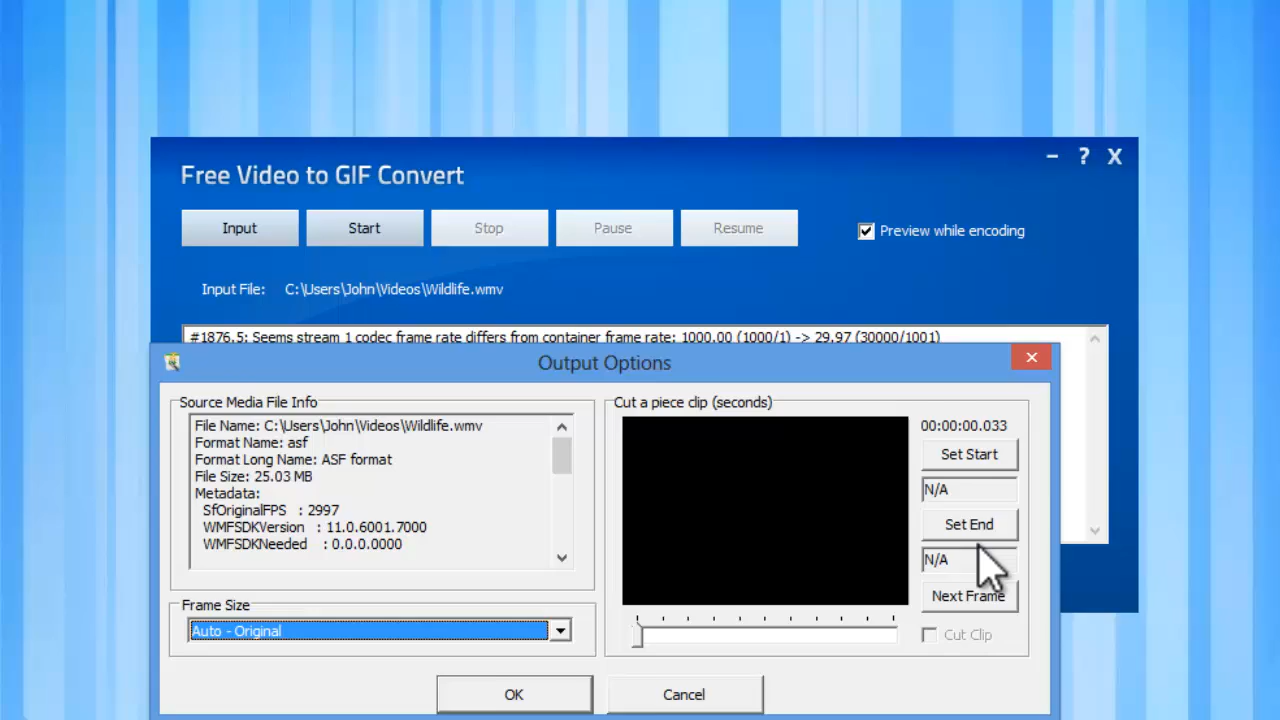 Free Video to GIF Convert
– ? X
Input Start Stop Pause Resume Preview while encoding
Input File: C:\Users\John\Videos\Wildlife.wmv
#1876.5: Seems stream 1 codec frame rate differs from container frame rate: 1000.00 (1000/1) -> 29.97 (30000/1001)
Output Options
Source Media File Info
File Name: C:\Users\John\Videos\Wildlife.wmv
Format Name: asf
Format Long Name: ASF format
File Size: 25.03 MB
Metadata:
SfOriginalFPS : 2997
WMFSDKVersion : 11.0.6001.7000
WMFSDKNeeded : 0.0.0.0000
Frame Size
Auto - Original
Cut a piece clip (seconds)
00:00:00.033
Set Start
N/A
Set End
N/A
Next Frame
Cut Clip
OK Cancel